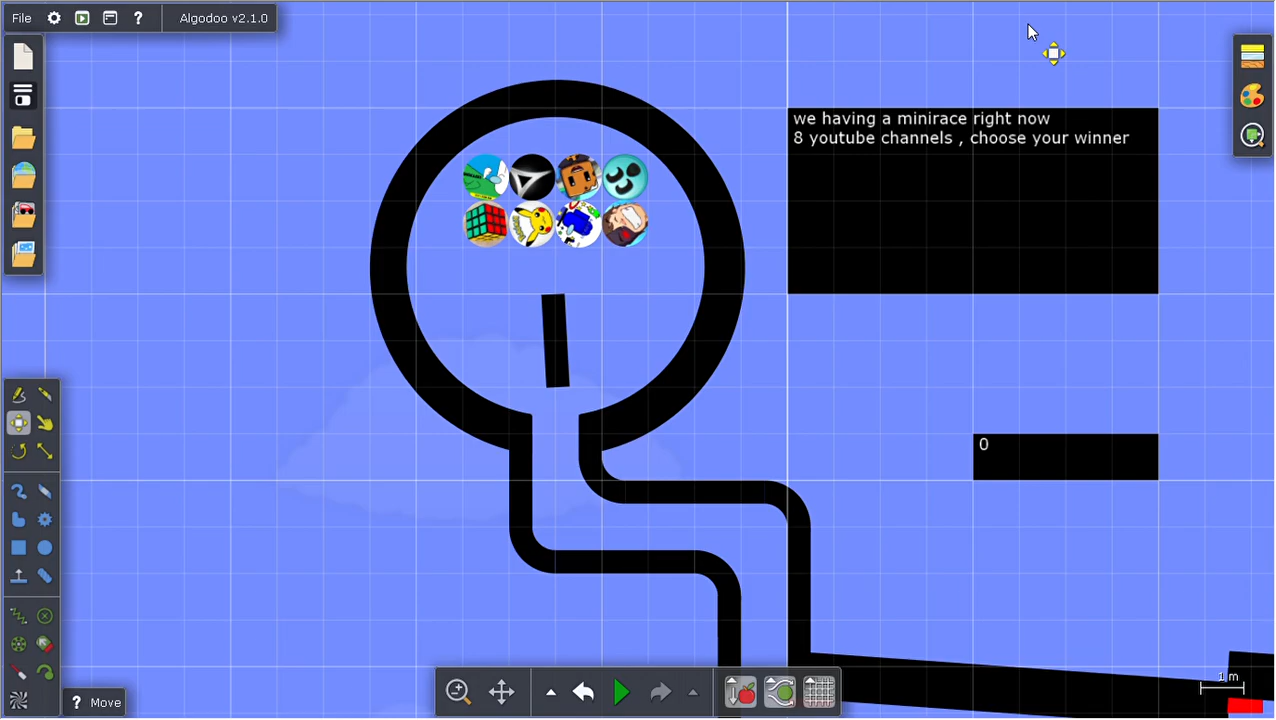 File ? Algodoo v2.1.0
we having a minirace right now
8 youtube channels , choose your winner
0
1 m
? Move